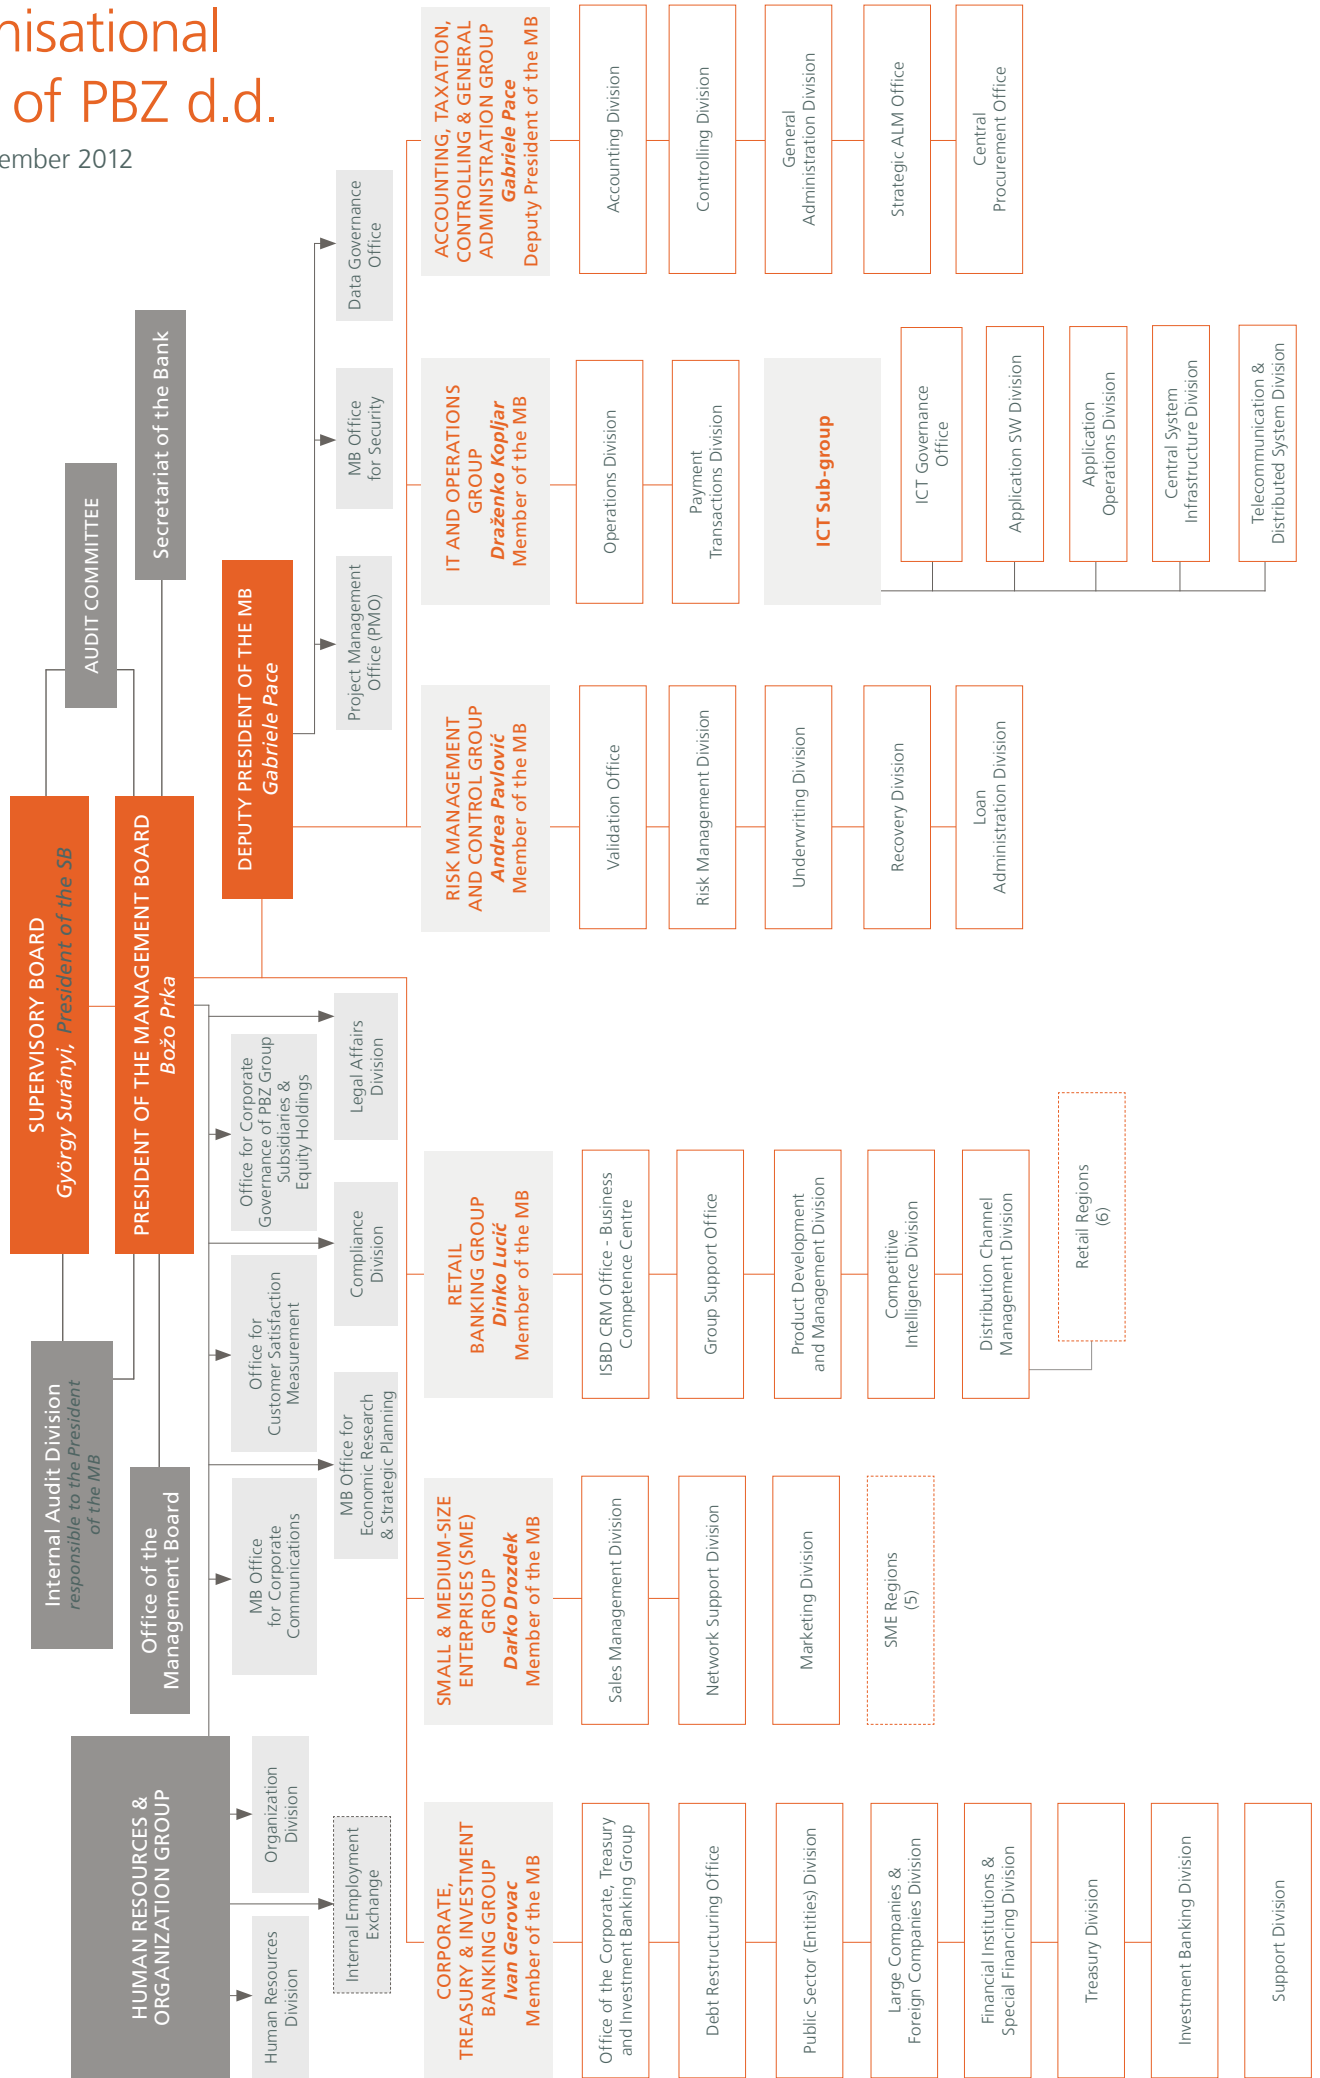 nisational
of PBZ d.d.
ember 2012
SUPERVISORY BOARD
György Surányi, President of the SB
AUDIT COMMITTEE
PRESIDENT OF THE MANAGEMENT BOARD
Božo Prka
Secretariat of the Bank
Internal Audit Division
responsible to the President
of the MB
Office of the
Management Board
HUMAN RESOURCES &
ORGANIZATION GROUP
Human Resources
Division
Organization
Division
Internal Employment
Exchange
MB Office
for Corporate
Communications
Office for
Customer Satisfaction
Measurement
Office for Corporate
Governance of PBZ Group
Subsidiaries &
Equity Holdings
MB Office for
Economic Research
& Strategic Planning
Compliance
Division
Legal Affairs
Division
DEPUTY PRESIDENT OF THE MB
Gabriele Pace
Project Management
Office (PMO)
MB Office
for Security
Data Governance
Office
CORPORATE,
TREASURY & INVESTMENT
BANKING GROUP
Ivan Gerovac
Member of the MB
Office of the Corporate, Treasury
and Investment Banking Group
Debt Restructuring Office
Public Sector (Entities) Division
Large Companies &
Foreign Companies Division
Financial Institutions &
Special Financing Division
Treasury Division
Investment Banking Division
Support Division
SMALL & MEDIUM-SIZE
ENTERPRISES (SME)
GROUP
Darko Drozdek
Member of the MB
Sales Management Division
Network Support Division
Marketing Division
SME Regions
(5)
RETAIL
BANKING GROUP
Dinko Lucić
Member of the MB
ISBD CRM Office - Business
Competence Centre
Group Support Office
Product Development
and Management Division
Competitive
Intelligence Division
Distribution Channel
Management Division
Retail Regions
(6)
RISK MANAGEMENT
AND CONTROL GROUP
Andrea Pavlović
Member of the MB
Validation Office
Risk Management Division
Underwriting Division
Recovery Division
Loan
Administration Division
IT AND OPERATIONS
GROUP
Draženko Kopljar
Member of the MB
Operations Division
Payment
Transactions Division
ICT Sub-group
ICT Governance
Office
Application SW Division
Application
Operations Division
Central System
Infrastructure Division
Telecommunication &
Distributed System Division
ACCOUNTING, TAXATION,
CONTROLLING & GENERAL
ADMINISTRATION GROUP
Gabriele Pace
Deputy President of the MB
Accounting Division
Controlling Division
General
Administration Division
Strategic ALM Office
Central
Procurement Office